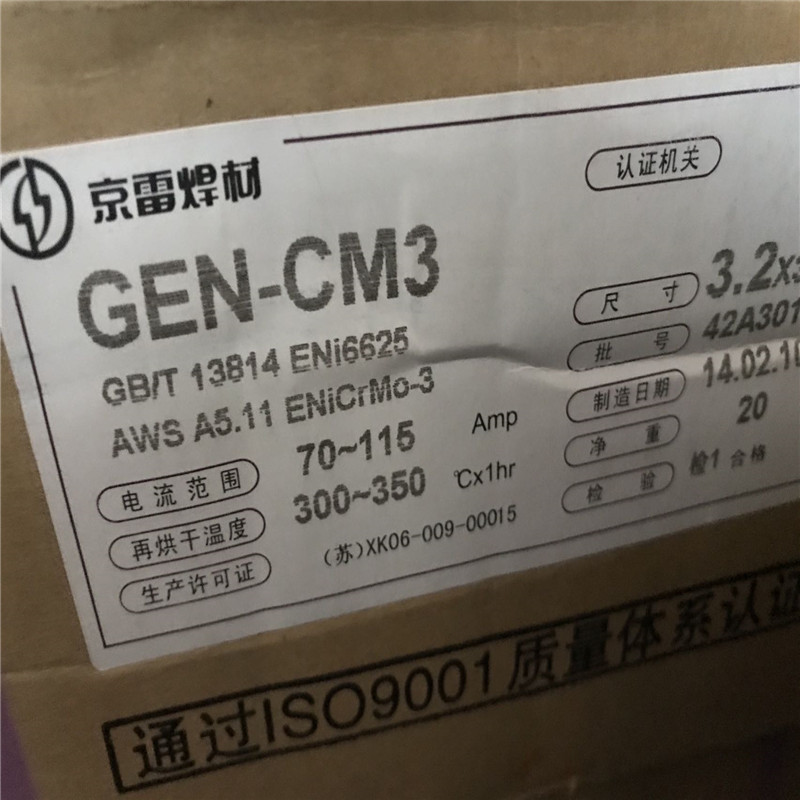 京雷焊材
认证机关
GEN-CM3
GB/T 13814 ENi6625
AWS A5.11 ENiCrMo-3
尺寸 3.2X
批号 42A301
制造日期 14.02.10
净重 20
检验 检1 合格
电流范围 70~115 Amp
再烘干温度 300~350 ℃x1hr
生产许可证 (苏)XK06-009-00015
通过ISO9001质量体系认证